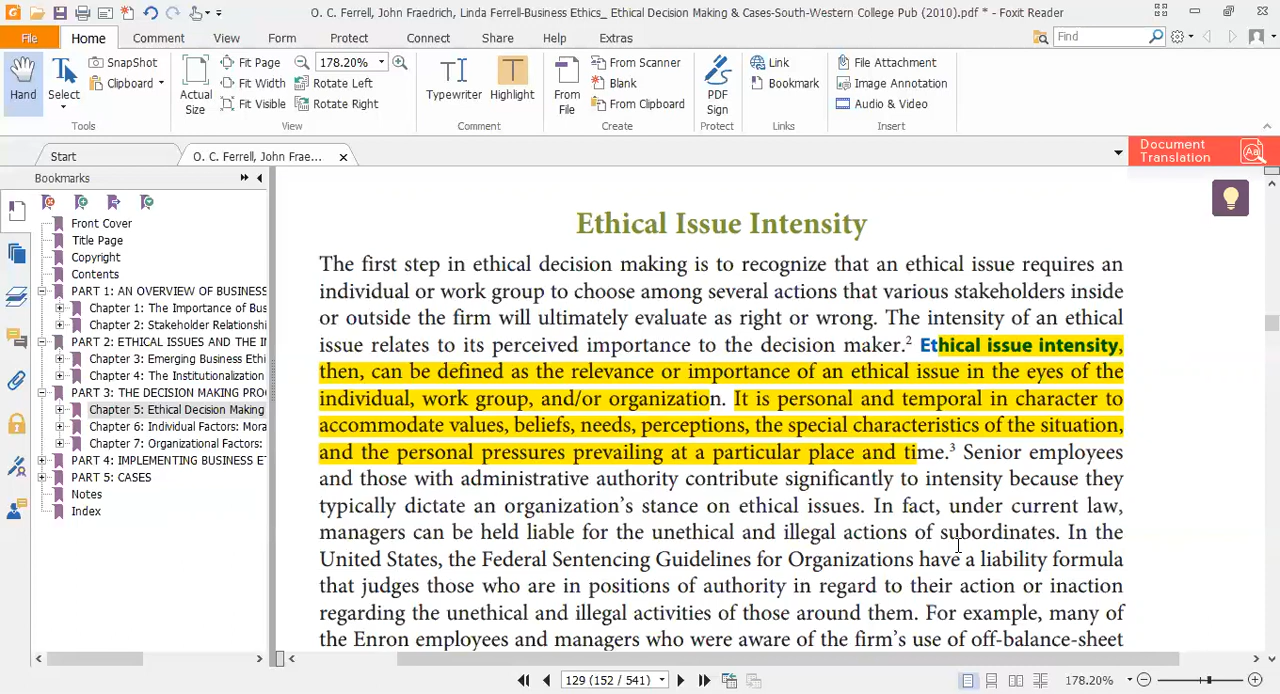 O. C. Ferrell, John Fraedrich, Linda Ferrell-Business Ethics_ Ethical Decision Making & Cases-South-Western College Pub (2010).pdf * - Foxit Reader
File Home Comment View Form Protect Connect Share Help Extras Find
Hand
Select
SnapShot
Clipboard
Tools
Actual Size
Fit Page
Fit Width
Fit Visible
178.20%
Rotate Left
Rotate Right
View
Typewriter
Highlight
Comment
From File
From Scanner
Blank
From Clipboard
Create
PDF Sign
Protect
Link
Bookmark
Links
File Attachment
Image Annotation
Audio & Video
Insert
Start
O. C. Ferrell, John Frae...
Document Translation
Bookmarks
Front Cover
Title Page
Copyright
Contents
PART 1: AN OVERVIEW OF BUSINESS
Chapter 1: The Importance of Bus
Chapter 2: Stakeholder Relationshi
PART 2: ETHICAL ISSUES AND THE I
Chapter 3: Emerging Business Ethi
Chapter 4: The Institutionalization
PART 3: THE DECISION MAKING PRO
Chapter 5: Ethical Decision Making
Chapter 6: Individual Factors: Mora
Chapter 7: Organizational Factors:
PART 4: IMPLEMENTING BUSINESS ET
PART 5: CASES
Notes
Index
Ethical Issue Intensity
The first step in ethical decision making is to recognize that an ethical issue requires an
individual or work group to choose among several actions that various stakeholders inside
or outside the firm will ultimately evaluate as right or wrong. The intensity of an ethical
issue relates to its perceived importance to the decision maker.2 Ethical issue intensity,
then, can be defined as the relevance or importance of an ethical issue in the eyes of the
individual, work group, and/or organization. It is personal and temporal in character to
accommodate values, beliefs, needs, perceptions, the special characteristics of the situation,
and the personal pressures prevailing at a particular place and time.3 Senior employees
and those with administrative authority contribute significantly to intensity because they
typically dictate an organization's stance on ethical issues. In fact, under current law,
managers can be held liable for the unethical and illegal actions of subordinates. In the
United States, the Federal Sentencing Guidelines for Organizations have a liability formula
that judges those who are in positions of authority in regard to their action or inaction
regarding the unethical and illegal activities of those around them. For example, many of
the Enron employees and managers who were aware of the firm's use of off-balance-sheet
129 (152 / 541)
178.20%